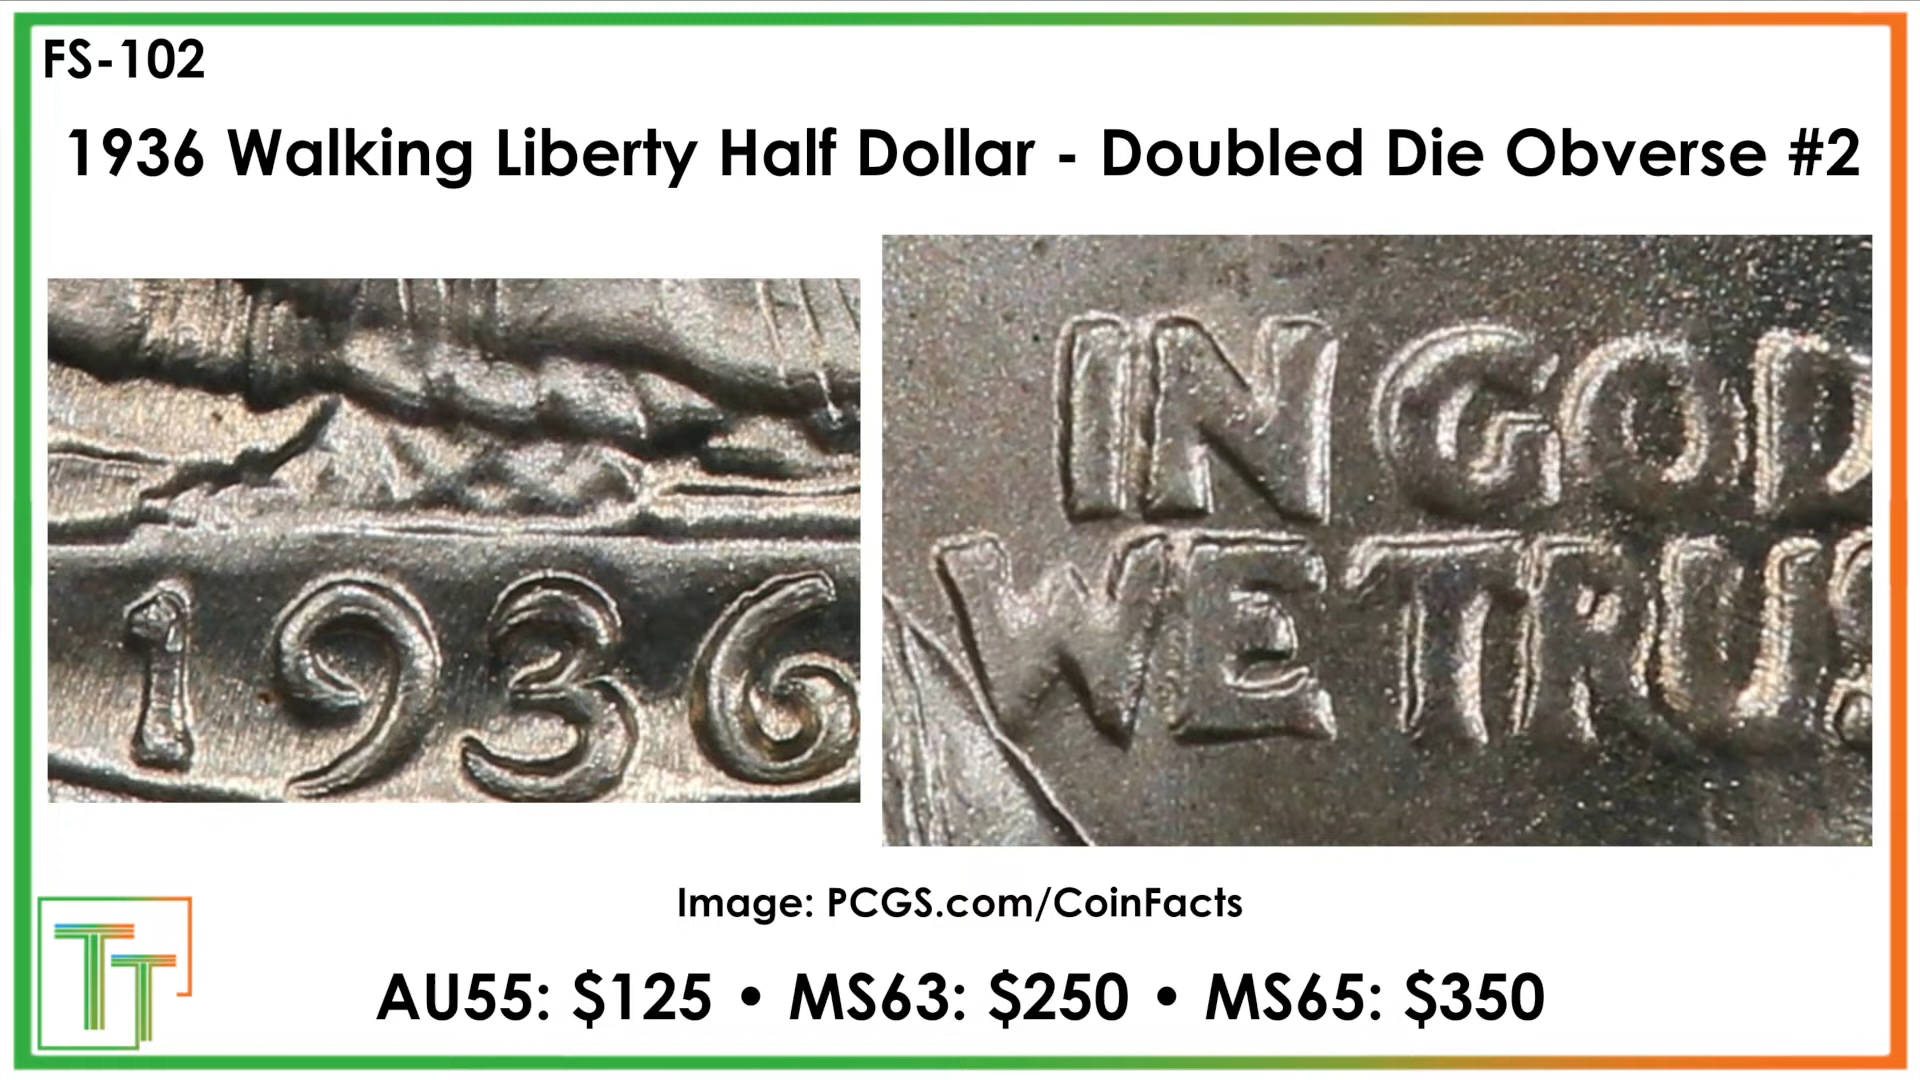 FS-102
1936 Walking Liberty Half Dollar - Doubled Die Obverse #2
1936
IN GOD
WE TRUS
Image: PCGS.com/CoinFacts
TT
AU55: $125 • MS63: $250 • MS65: $350